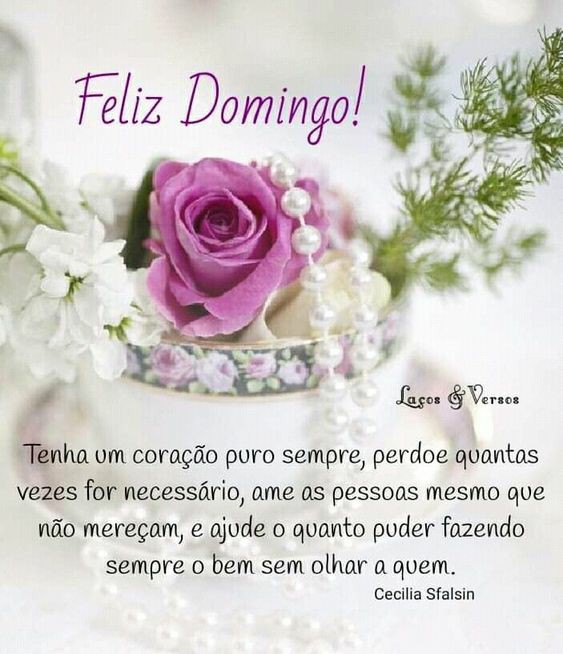 Feliz Domingo!
Laços & Versos
Tenha um coração puro sempre, perdoe quantas
vezes for necessário, ame as pessoas mesmo que
não mereçam, e ajude o quanto puder fazendo
sempre o bem sem olhar a quem.
Cecilia Sfalsin